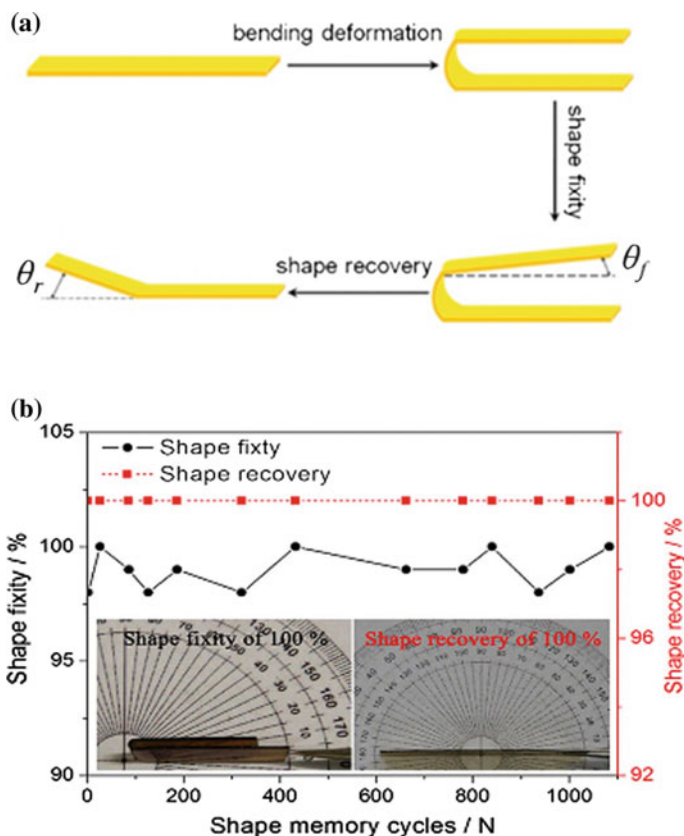 (a)
bending deformation
shape fixity
shape recovery
θr
θf
(b)
105
100
95
90
Shape fixity / %
Shape fixty
Shape recovery
100
96
92
Shape recovery / %
Shape fixity of 100 %
Shape recovery of 100 %
0 200 400 600 800 1000
Shape memory cycles / N